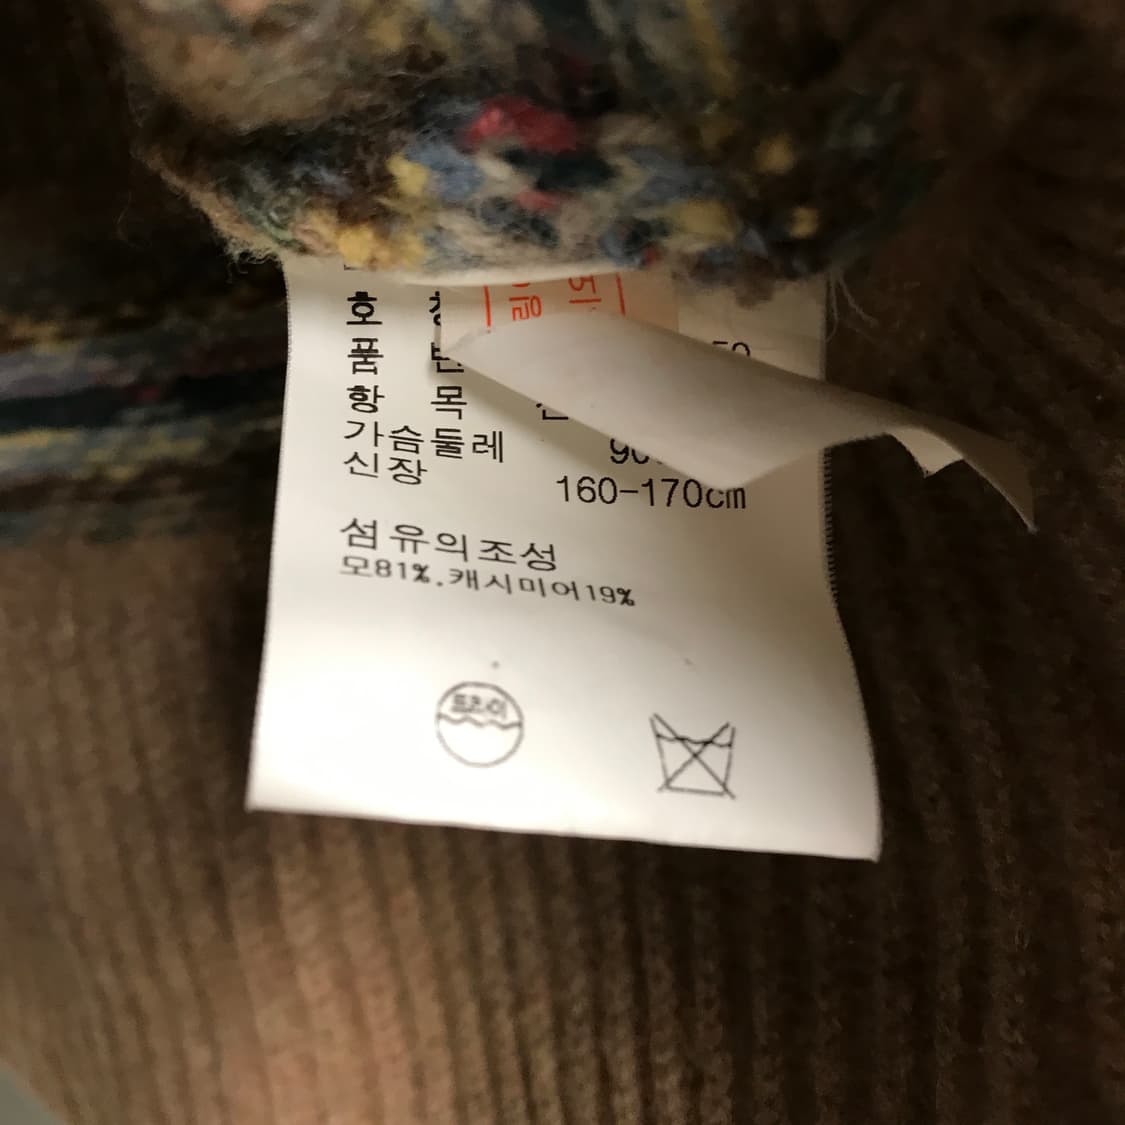 호
품
항 목
가슴둘레
신장 160-170cm
섬유의조성
모81%.캐시미어19%
드라이